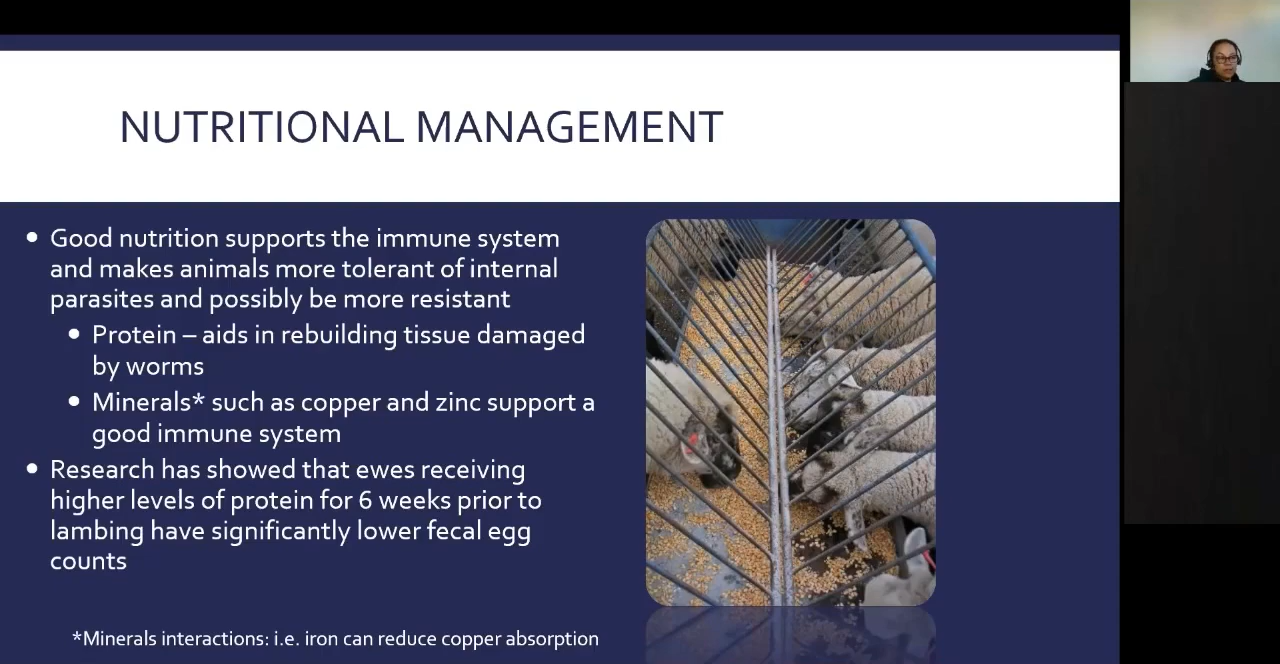 NUTRITIONAL MANAGEMENT
• Good nutrition supports the immune system
and makes animals more tolerant of internal
parasites and possibly be more resistant
• Protein – aids in rebuilding tissue damaged
by worms
• Minerals* such as copper and zinc support a
good immune system
• Research has showed that ewes receiving
higher levels of protein for 6 weeks prior to
lambing have significantly lower fecal egg
counts
*Minerals interactions: i.e. iron can reduce copper absorption